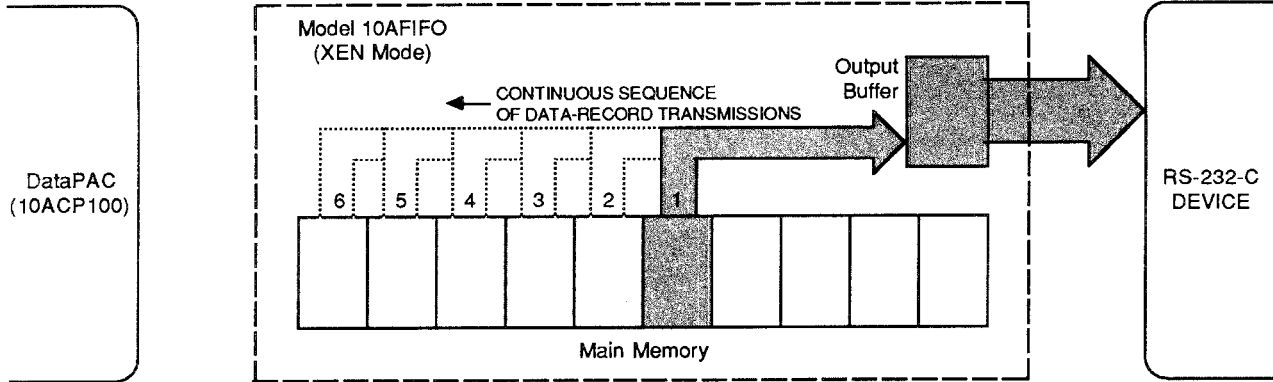 Model 10AFIFO
(XEN Mode)
Output
Buffer
CONTINUOUS SEQUENCE
OF DATA-RECORD TRANSMISSIONS
DataPAC
(10ACP100)
RS-232-C
DEVICE
6 5 4 3 2 1
Main Memory